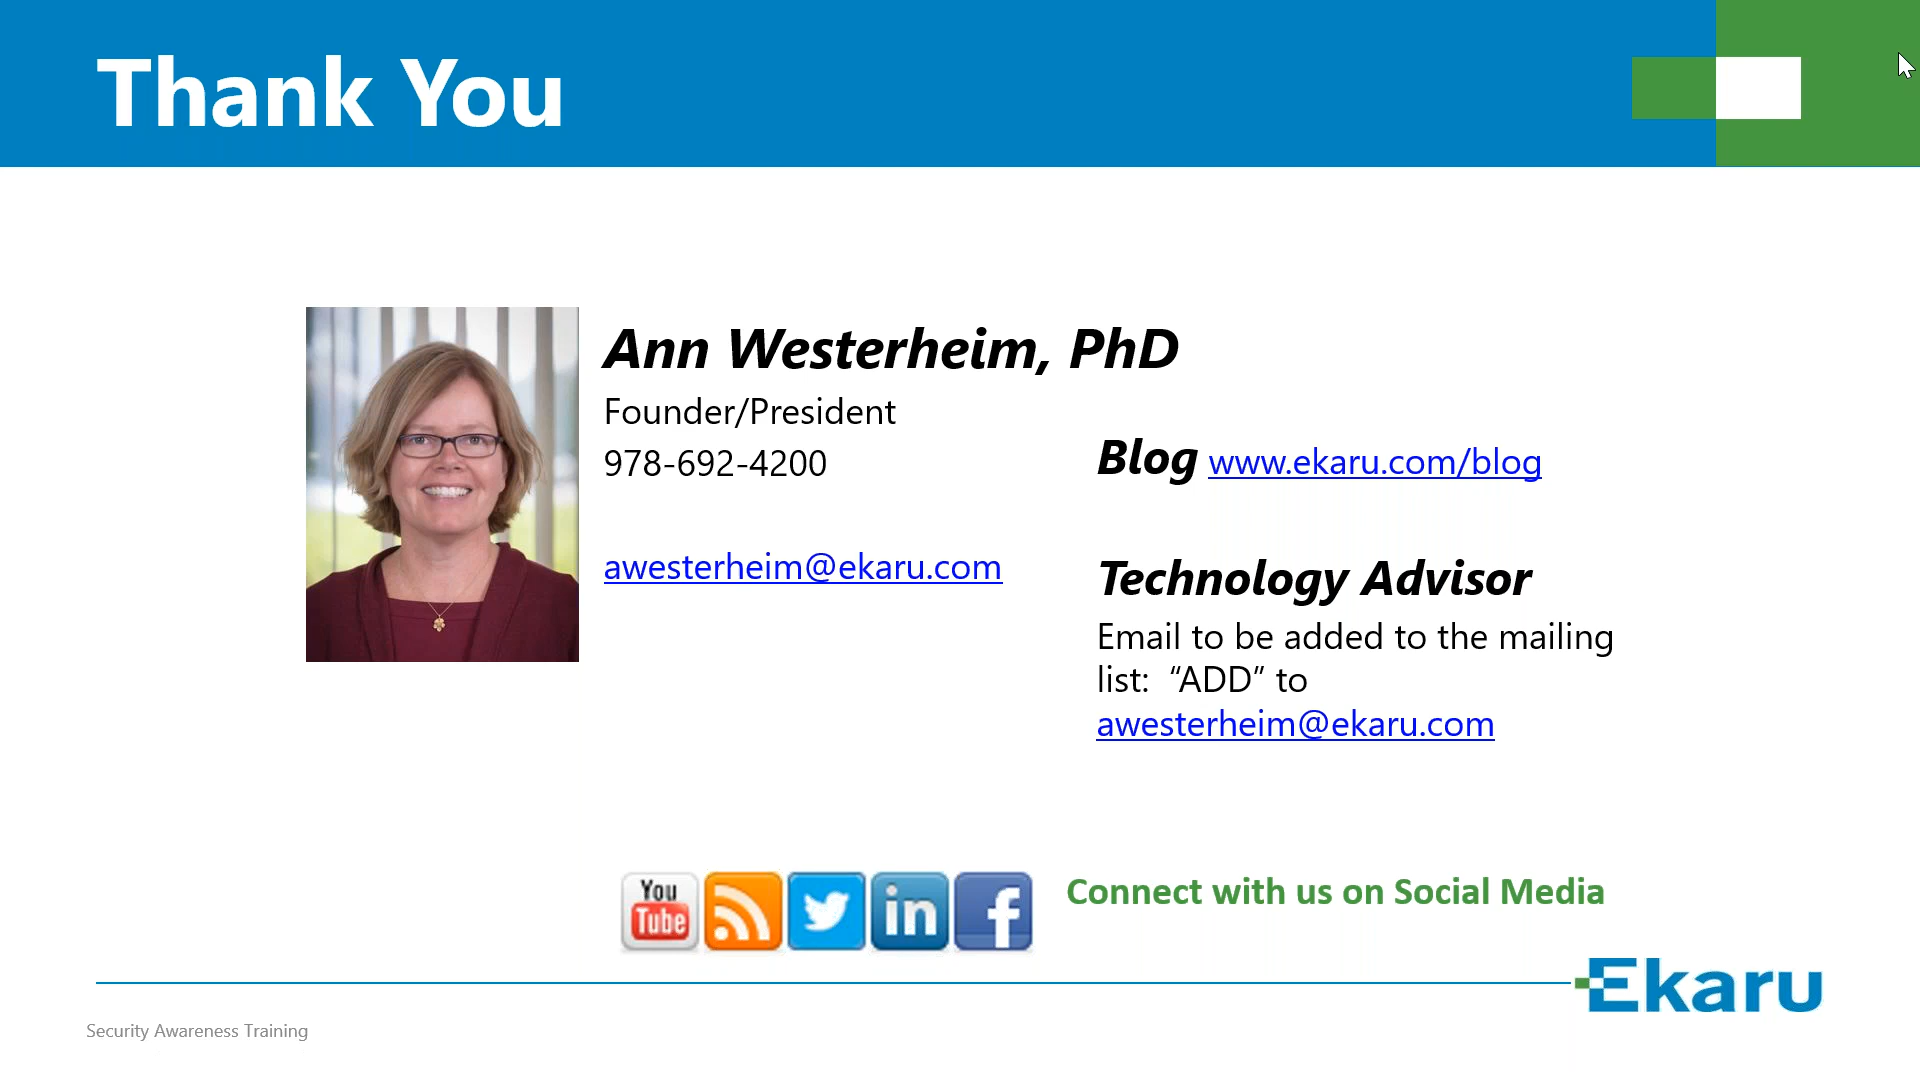 Thank You
Ann Westerheim, PhD
Founder/President
978-692-4200
awesterheim@ekaru.com
Blog www.ekaru.com/blog
Technology Advisor
Email to be added to the mailing
list:  “ADD” to
awesterheim@ekaru.com
You
Tube
in
f
Connect with us on Social Media
Ekaru
Security Awareness Training